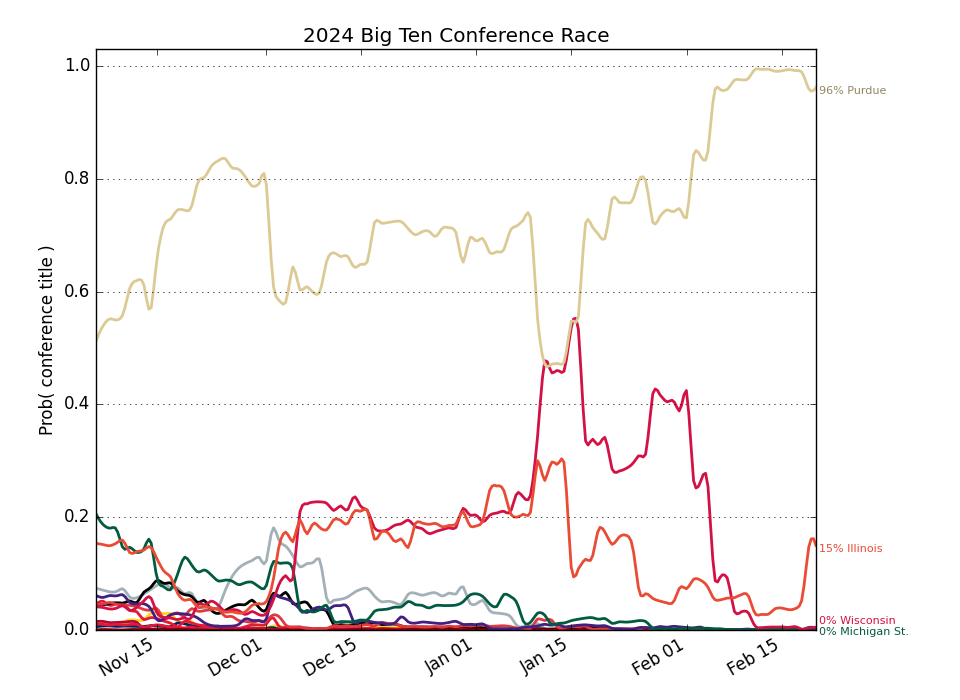 2024 Big Ten Conference Race
Prob( conference title )
1.0
0.8
0.6
0.4
0.2
0.0
Nov 15
Dec 01
Dec 15
Jan 01
Jan 15
Feb 01
Feb 15
96% Purdue
15% Illinois
0% Wisconsin
0% Michigan St.